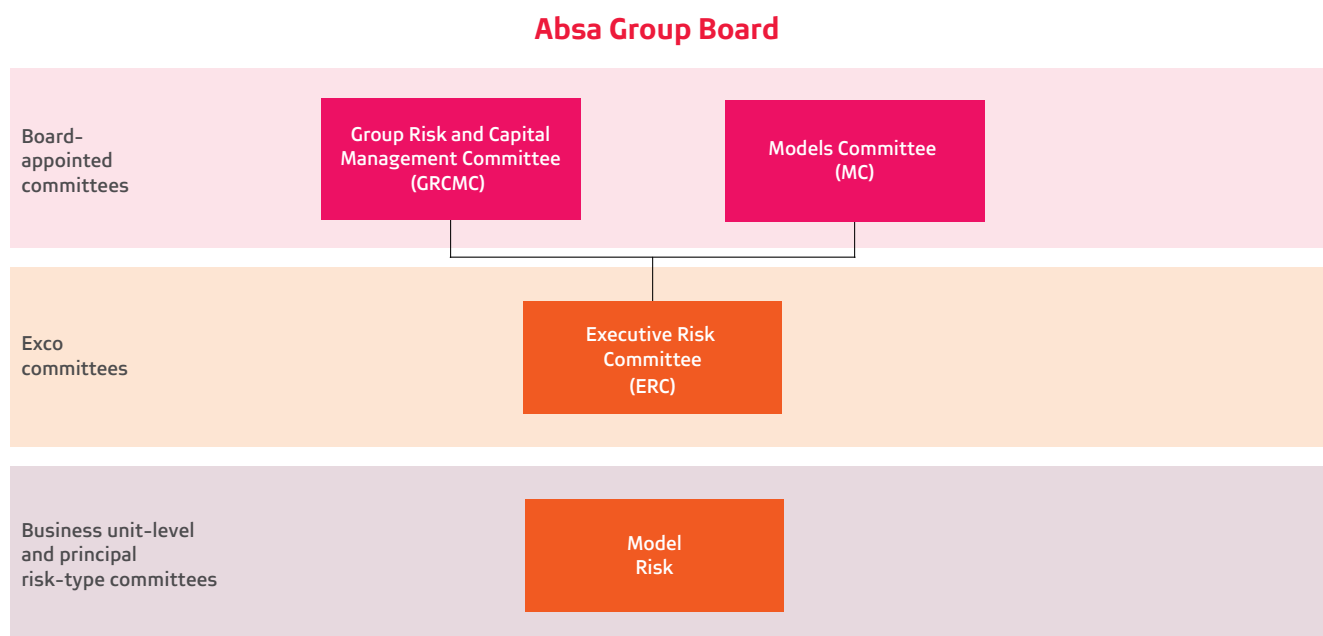 Absa Group Board
Board-
appointed
committees
Group Risk and Capital
Management Committee
(GRCMC)
Models Committee
(MC)
Exco
committees
Executive Risk
Committee
(ERC)
Business unit-level
and principal
risk-type committees
Model
Risk